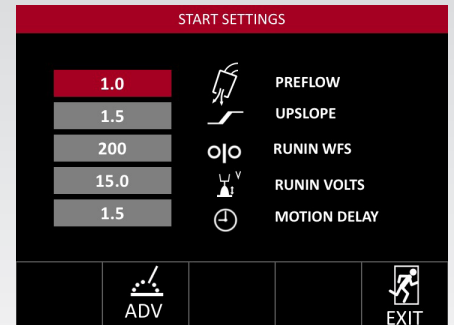 START SETTINGS
1.0 PREFLOW
1.5 UPSLOPE
200 RUNIN WFS
15.0 V RUNIN VOLTS
1.5 MOTION DELAY
ADV EXIT